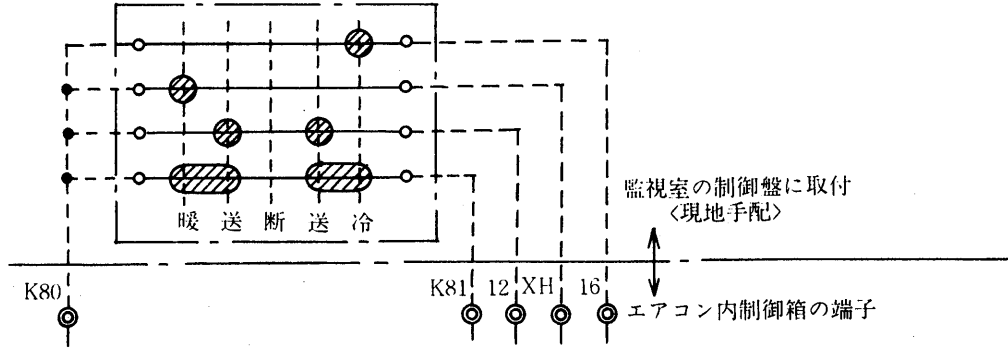 暖 送 断 送 冷
監視室の制御盤に取付
<現地手配>
K80
K81 12 XH 16
エアコン内制御箱の端子